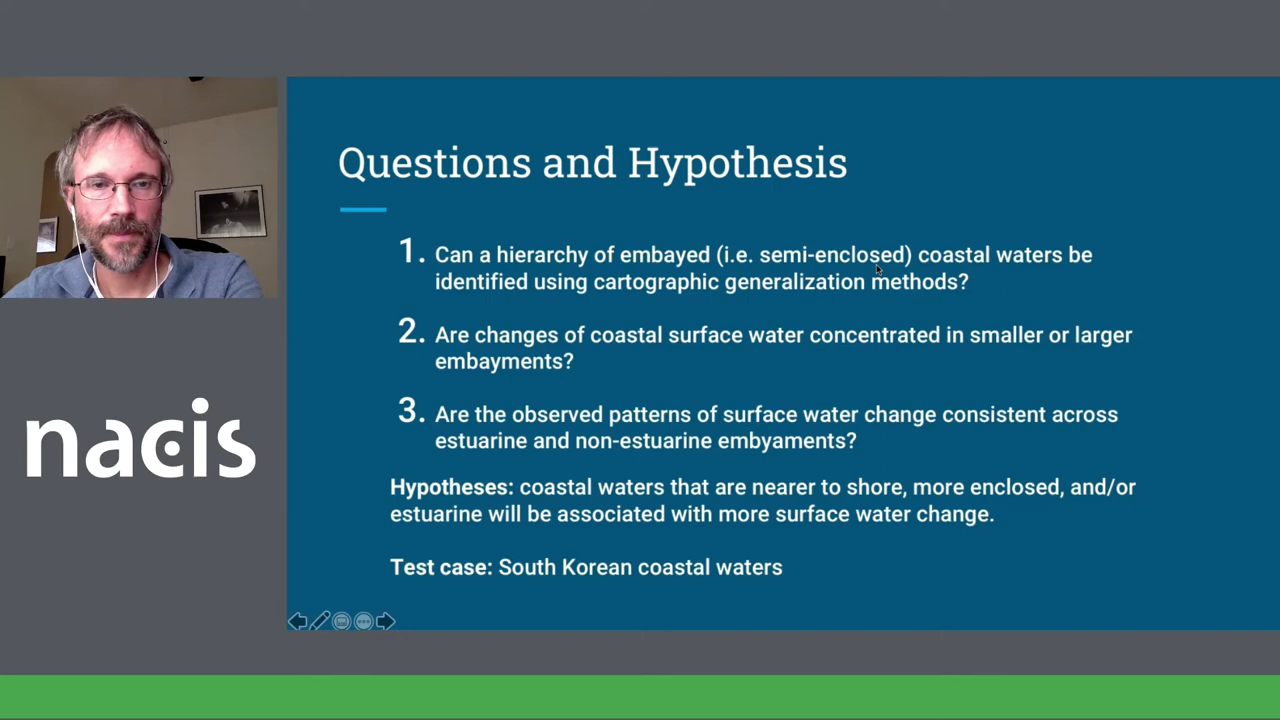 Questions and Hypothesis
1. Can a hierarchy of embayed (i.e. semi-enclosed) coastal waters be
identified using cartographic generalization methods?
2. Are changes of coastal surface water concentrated in smaller or larger
embayments?
3. Are the observed patterns of surface water change consistent across
estuarine and non-estuarine embyaments?
Hypotheses: coastal waters that are nearer to shore, more enclosed, and/or
estuarine will be associated with more surface water change.
Test case: South Korean coastal waters
nacis